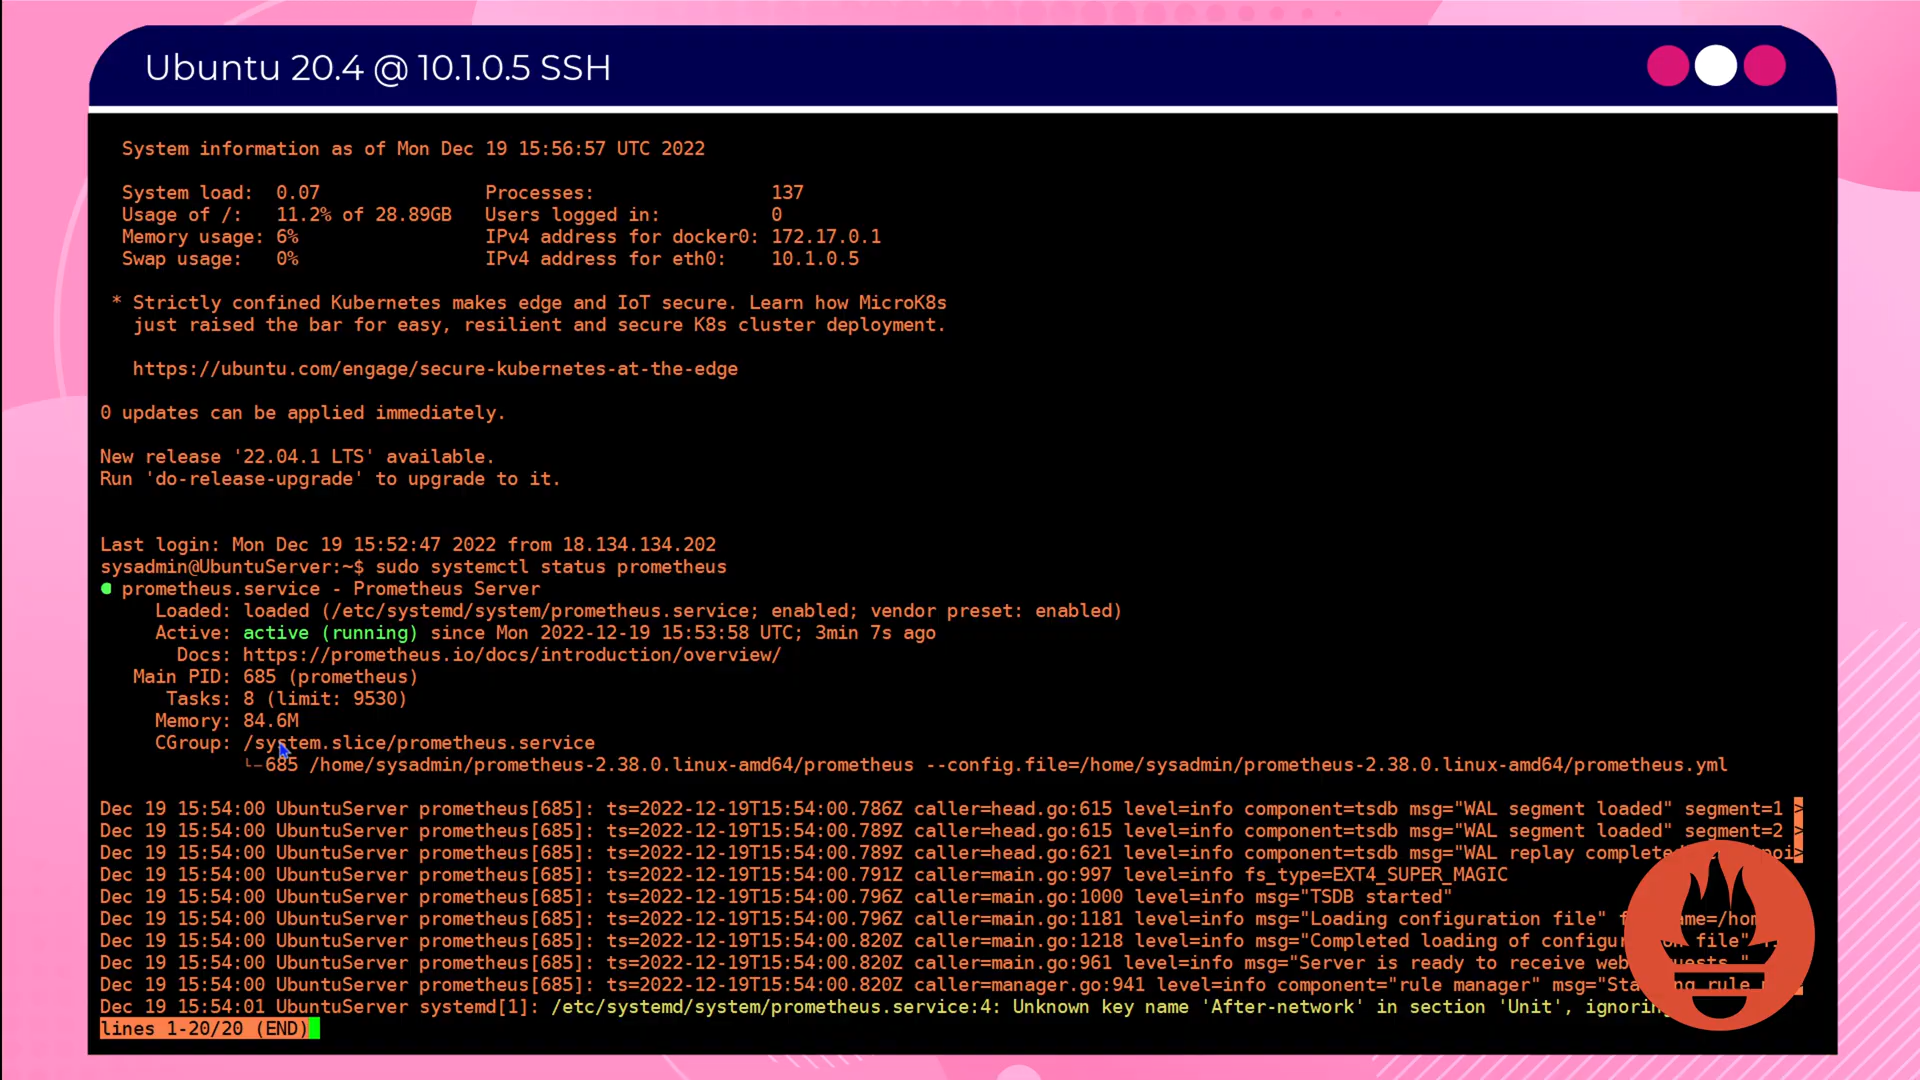 Ubuntu 20.4 @ 10.1.0.5 SSH
System information as of Mon Dec 19 15:56:57 UTC 2022
System load: 0.07 Processes: 137
Usage of /: 11.2% of 28.89GB Users logged in: 0
Memory usage: 6% IPv4 address for docker0: 172.17.0.1
Swap usage: 0% IPv4 address for eth0: 10.1.0.5
* Strictly confined Kubernetes makes edge and IoT secure. Learn how MicroK8s
just raised the bar for easy, resilient and secure K8s cluster deployment.
https://ubuntu.com/engage/secure-kubernetes-at-the-edge
0 updates can be applied immediately.
New release '22.04.1 LTS' available.
Run 'do-release-upgrade' to upgrade to it.
Last login: Mon Dec 19 15:52:47 2022 from 18.134.134.202
sysadmin@UbuntuServer:~$ sudo systemctl status prometheus
● prometheus.service - Prometheus Server
Loaded: loaded (/etc/systemd/system/prometheus.service; enabled; vendor preset: enabled)
Active: active (running) since Mon 2022-12-19 15:53:58 UTC; 3min 7s ago
Docs: https://prometheus.io/docs/introduction/overview/
Main PID: 685 (prometheus)
Tasks: 8 (limit: 9530)
Memory: 84.6M
CGroup: /system.slice/prometheus.service
└─685 /home/sysadmin/prometheus-2.38.0.linux-amd64/prometheus --config.file=/home/sysadmin/prometheus-2.38.0.linux-amd64/prometheus.yml
Dec 19 15:54:00 UbuntuServer prometheus[685]: ts=2022-12-19T15:54:00.786Z caller=head.go:615 level=info component=tsdb msg="WAL segment loaded" segment=1 >
Dec 19 15:54:00 UbuntuServer prometheus[685]: ts=2022-12-19T15:54:00.789Z caller=head.go:615 level=info component=tsdb msg="WAL segment loaded" segment=2 >
Dec 19 15:54:00 UbuntuServer prometheus[685]: ts=2022-12-19T15:54:00.789Z caller=head.go:621 level=info component=tsdb msg="WAL replay completed
Dec 19 15:54:00 UbuntuServer prometheus[685]: ts=2022-12-19T15:54:00.791Z caller=main.go:997 level=info fs_type=EXT4_SUPER_MAGIC
Dec 19 15:54:00 UbuntuServer prometheus[685]: ts=2022-12-19T15:54:00.796Z caller=main.go:1000 level=info msg="TSDB started"
Dec 19 15:54:00 UbuntuServer prometheus[685]: ts=2022-12-19T15:54:00.796Z caller=main.go:1181 level=info msg="Loading configuration file"
Dec 19 15:54:00 UbuntuServer prometheus[685]: ts=2022-12-19T15:54:00.820Z caller=main.go:1218 level=info msg="Completed loading of configuration file"
Dec 19 15:54:00 UbuntuServer prometheus[685]: ts=2022-12-19T15:54:00.820Z caller=main.go:961 level=info msg="Server is ready to receive web requests."
Dec 19 15:54:00 UbuntuServer prometheus[685]: ts=2022-12-19T15:54:00.820Z caller=manager.go:941 level=info component="rule manager" msg="Starting rule
Dec 19 15:54:01 UbuntuServer systemd[1]: /etc/systemd/system/prometheus.service:4: Unknown key name 'After-network' in section 'Unit', ignoring
lines 1-20/20 (END)